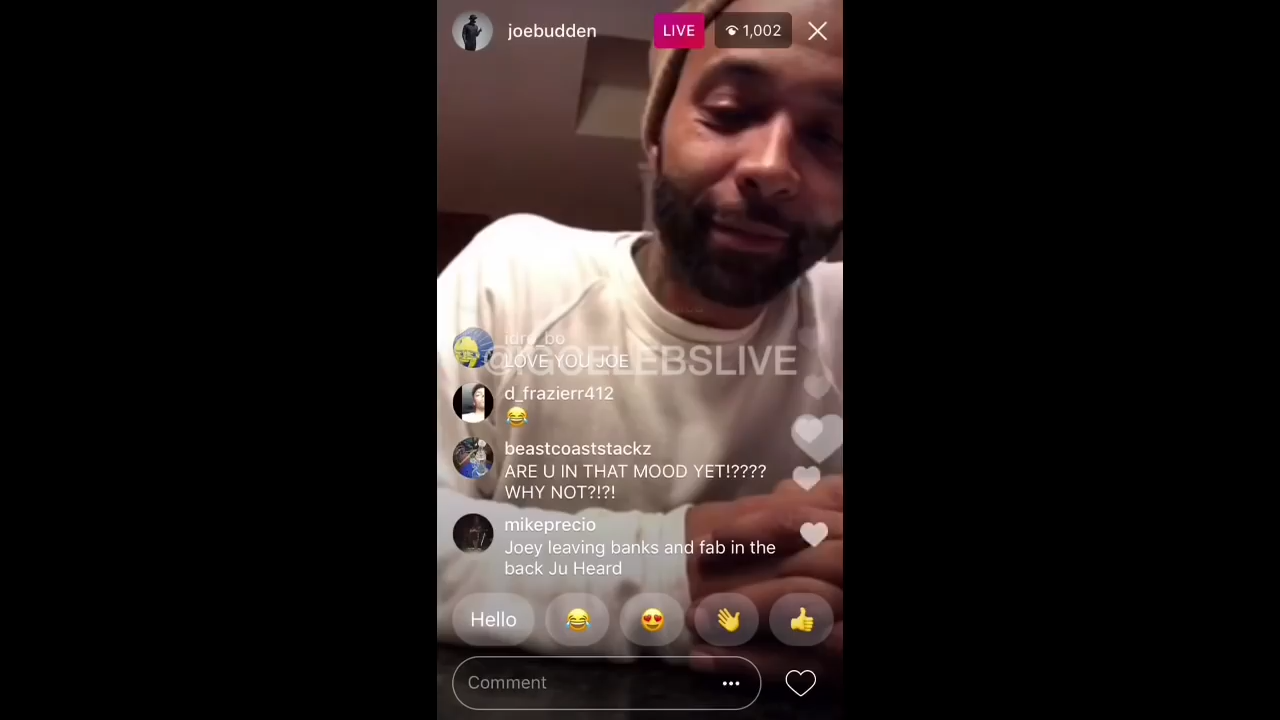 joebudden
LIVE
1,002
idro_bo
LOVE YOU JOE
@IGCELEBSLIVE
d_frazierr412
😂
beastcoaststackz
ARE U IN THAT MOOD YET!????
WHY NOT?!?!
mikeprecio
Joey leaving banks and fab in the
back Ju Heard
Hello 😂 😍 👋 👍
Comment